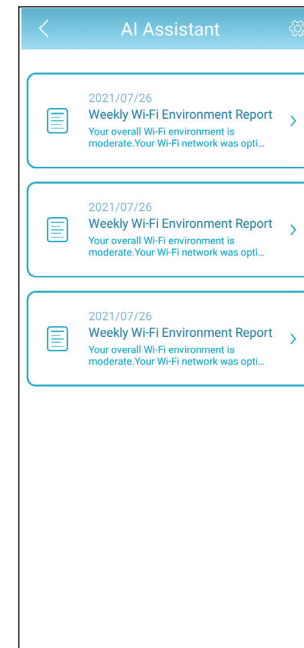 AI Assistant
2021/07/26
Weekly Wi-Fi Environment Report
Your overall Wi-Fi environment is
moderate.Your Wi-Fi network was opti...
2021/07/26
Weekly Wi-Fi Environment Report
Your overall Wi-Fi environment is
moderate.Your Wi-Fi network was opti...
2021/07/26
Weekly Wi-Fi Environment Report
Your overall Wi-Fi environment is
moderate.Your Wi-Fi network was opti...